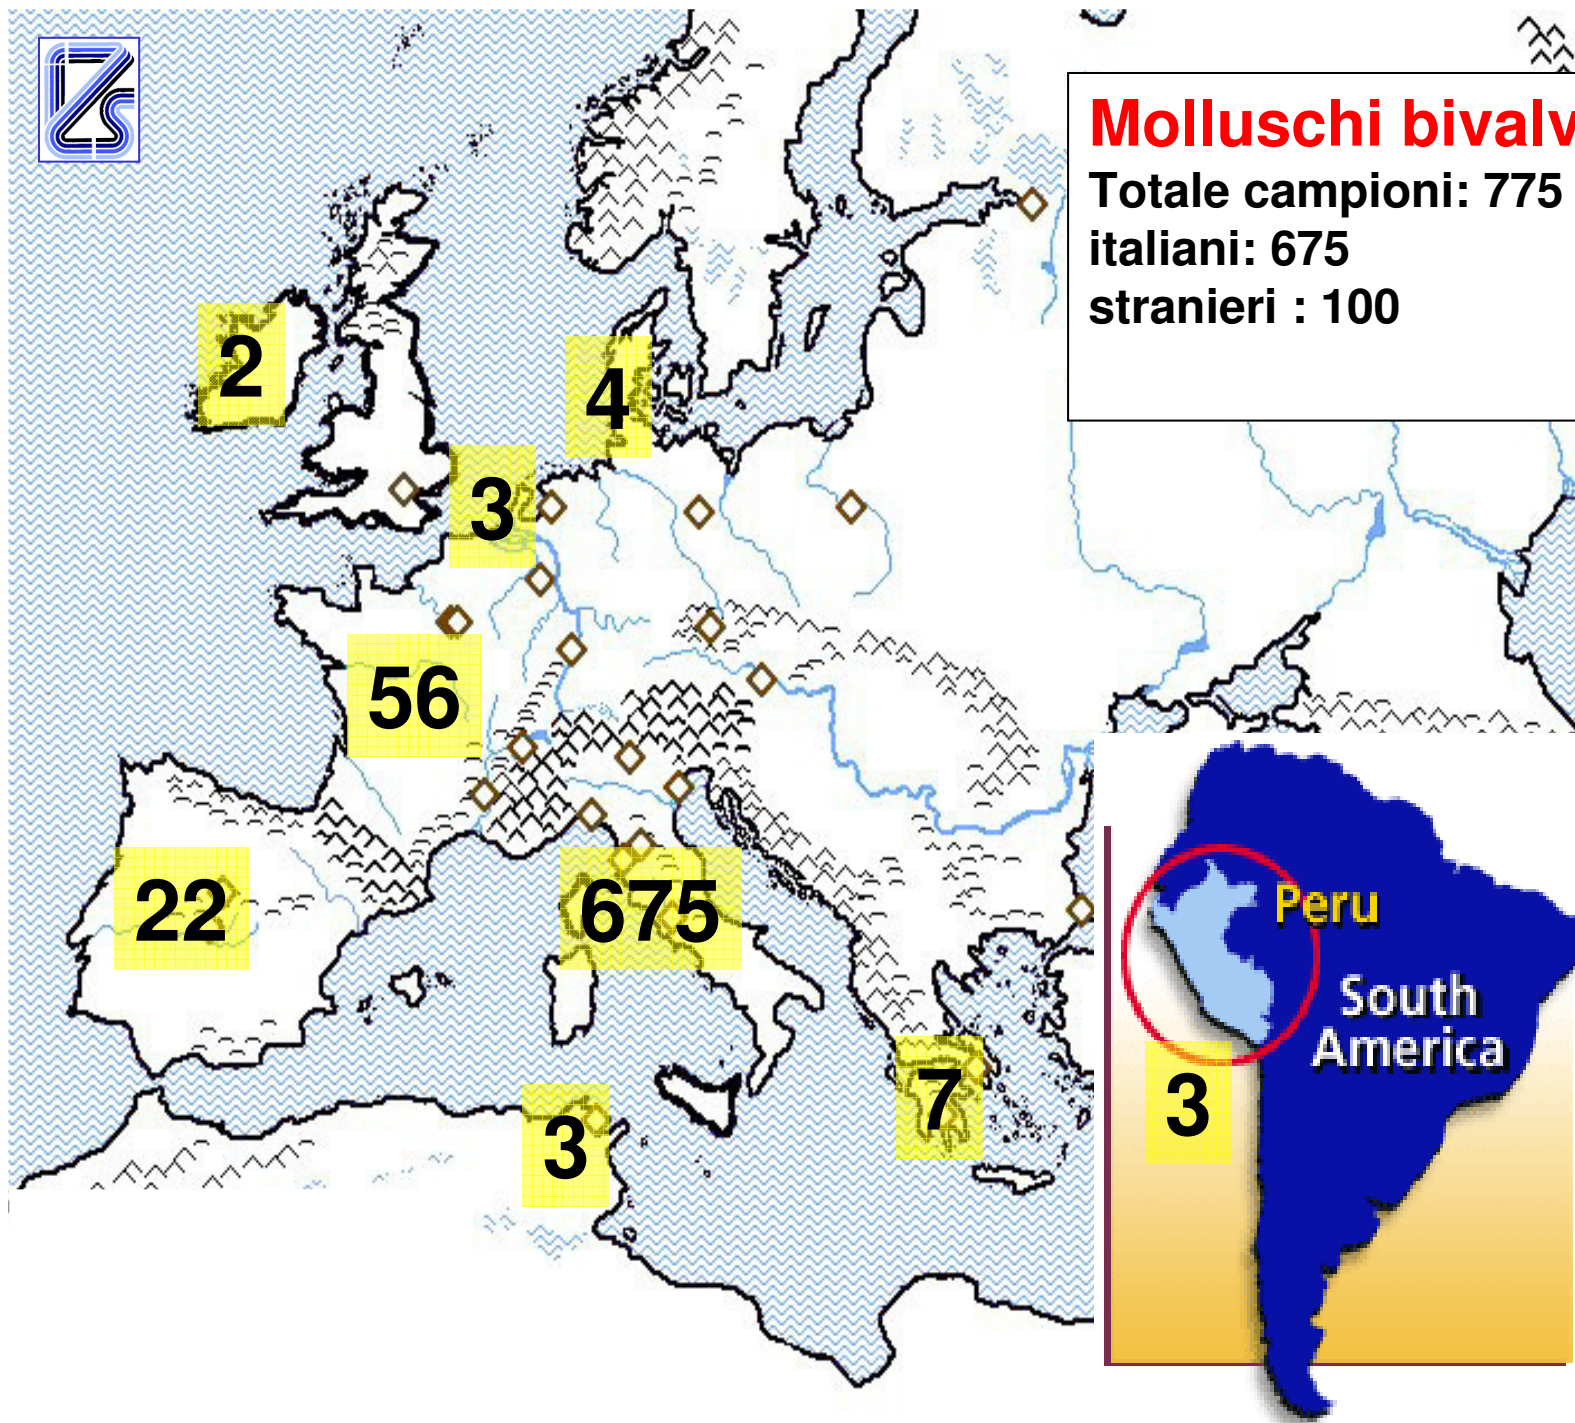 Molluschi bivalv
Totale campioni: 775
italiani: 675
stranieri : 100
2
4
3
56
22
675
7
3
Peru
South
America
3